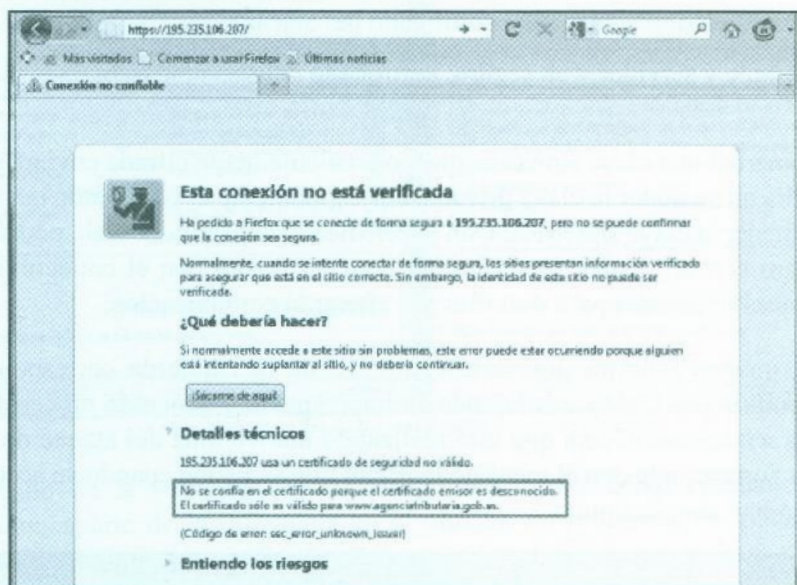 https://195.235.106.207/
Google
Más visitados Comenzar a usar Firefox Últimas noticias
Conexión no confiable
Esta conexión no está verificada
Ha pedido a Firefox que se conecte de forma segura a 195.235.106.207, pero no se puede confirmar
que la conexión sea segura.
Normalmente, cuando se intente conectar de forma segura, los sitios presentan información verificada
para asegurar que está en el sitio correcto. Sin embargo, la identidad de este sitio no puede ser
verificada.
¿Qué debería hacer?
Si normalmente accede a este sitio sin problemas, este error puede estar ocurriendo porque alguien
está intentando suplantar al sitio, y no debería continuar.
¡Sácame de aquí!
Detalles técnicos
195.235.106.207 usa un certificado de seguridad no válido.
No se confía en el certificado porque el certificado emisor es desconocido.
El certificado sólo es válido para www.agenciatributaria.gob.es.
(Código de error: sec_error_unknown_issuer)
Entiendo los riesgos